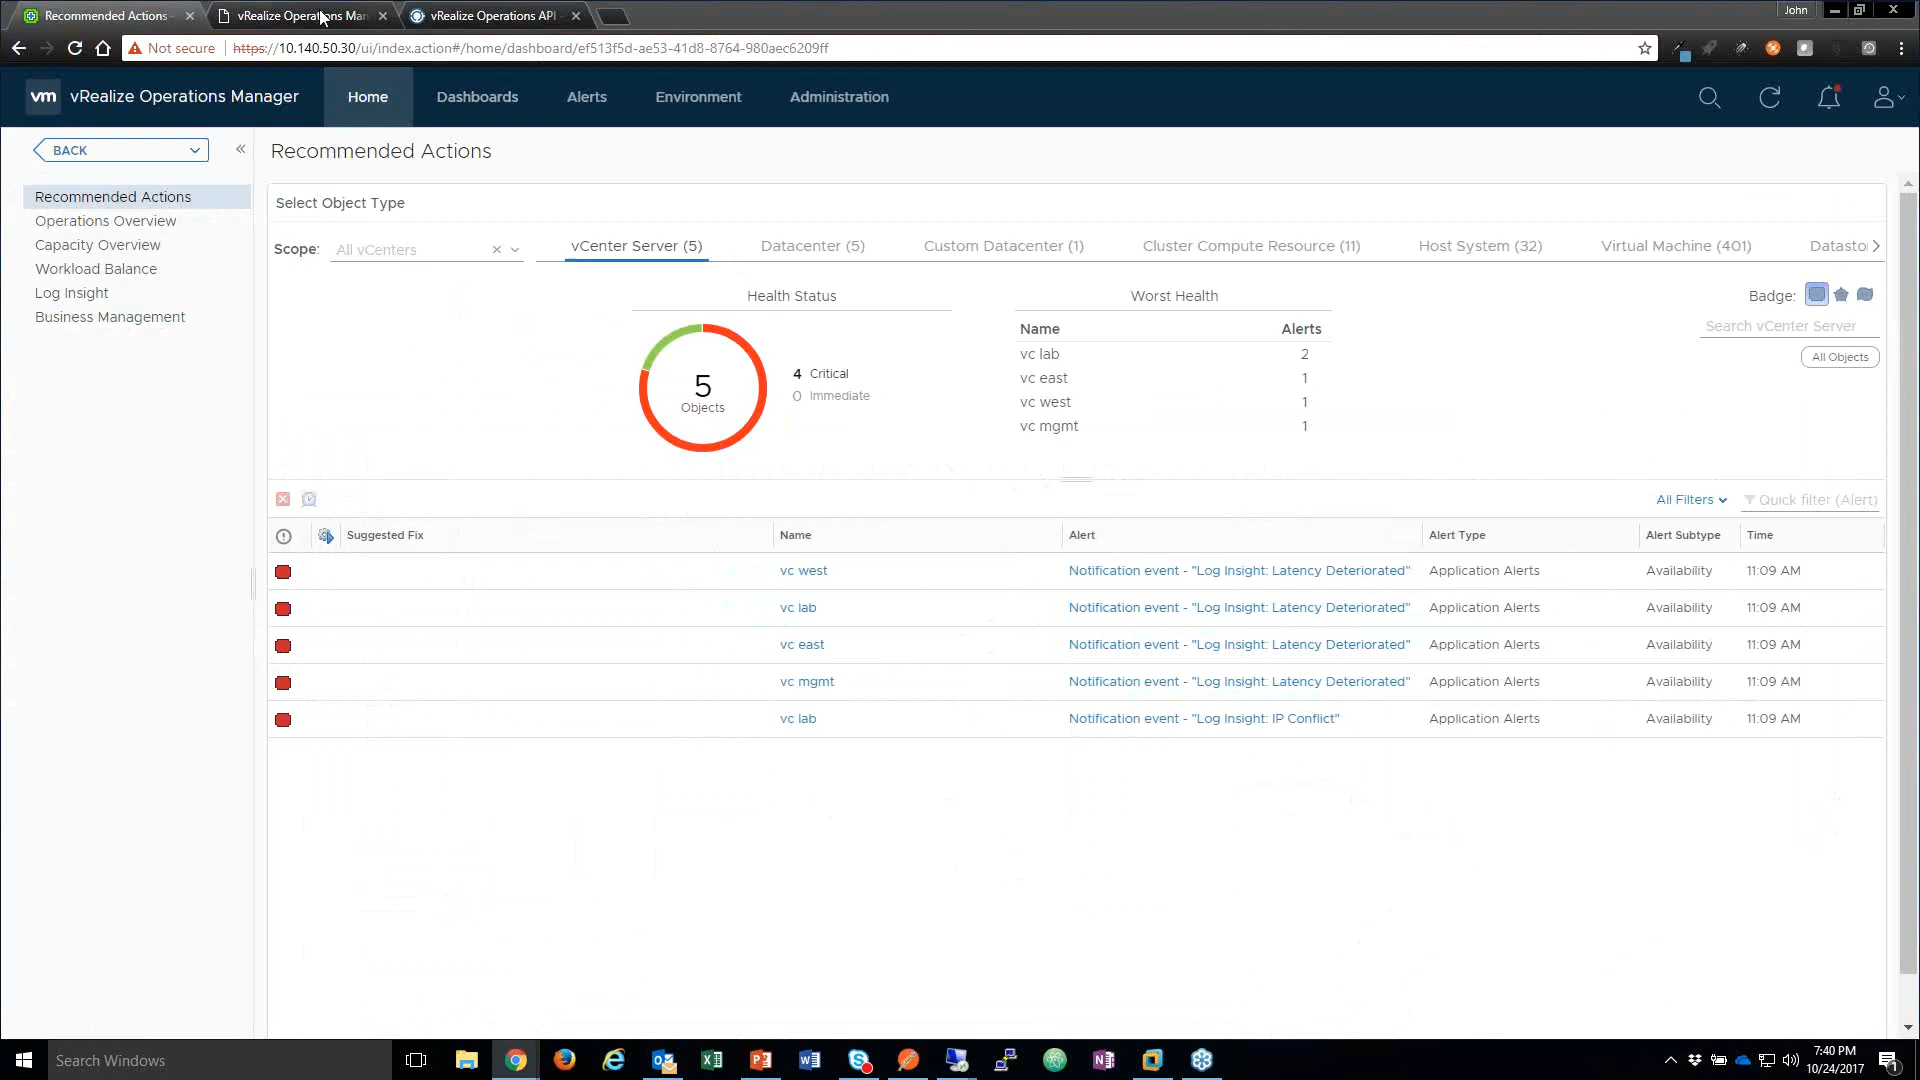 Recommended Actions -
vRealize Operations Man
vRealize Operations API -
John
Not secure
https://10.140.50.30/ui/index.action#/home/dashboard/ef513f5d-ae53-41d8-8764-980aec6209ff
vm
vRealize Operations Manager
Home
Dashboards
Alerts
Environment
Administration
BACK
«
Recommended Actions
Recommended Actions
Operations Overview
Capacity Overview
Workload Balance
Log Insight
Business Management
Select Object Type
Scope: All vCenters
vCenter Server (5)
Datacenter (5)
Custom Datacenter (1)
Cluster Compute Resource (11)
Host System (32)
Virtual Machine (401)
Datasto
Health Status
5
Objects
4 Critical
0 Immediate
Worst Health
Name Alerts
vc lab 2
vc east 1
vc west 1
vc mgmt 1
Badge:
Search vCenter Server
All Objects
All Filters
Quick filter (Alert)
Suggested Fix Name Alert Alert Type Alert Subtype Time
vc west Notification event - "Log Insight: Latency Deteriorated" Application Alerts Availability 11:09 AM
vc lab Notification event - "Log Insight: Latency Deteriorated" Application Alerts Availability 11:09 AM
vc east Notification event - "Log Insight: Latency Deteriorated" Application Alerts Availability 11:09 AM
vc mgmt Notification event - "Log Insight: Latency Deteriorated" Application Alerts Availability 11:09 AM
vc lab Notification event - "Log Insight: IP Conflict" Application Alerts Availability 11:09 AM
Search Windows
7:40 PM
10/24/2017
1